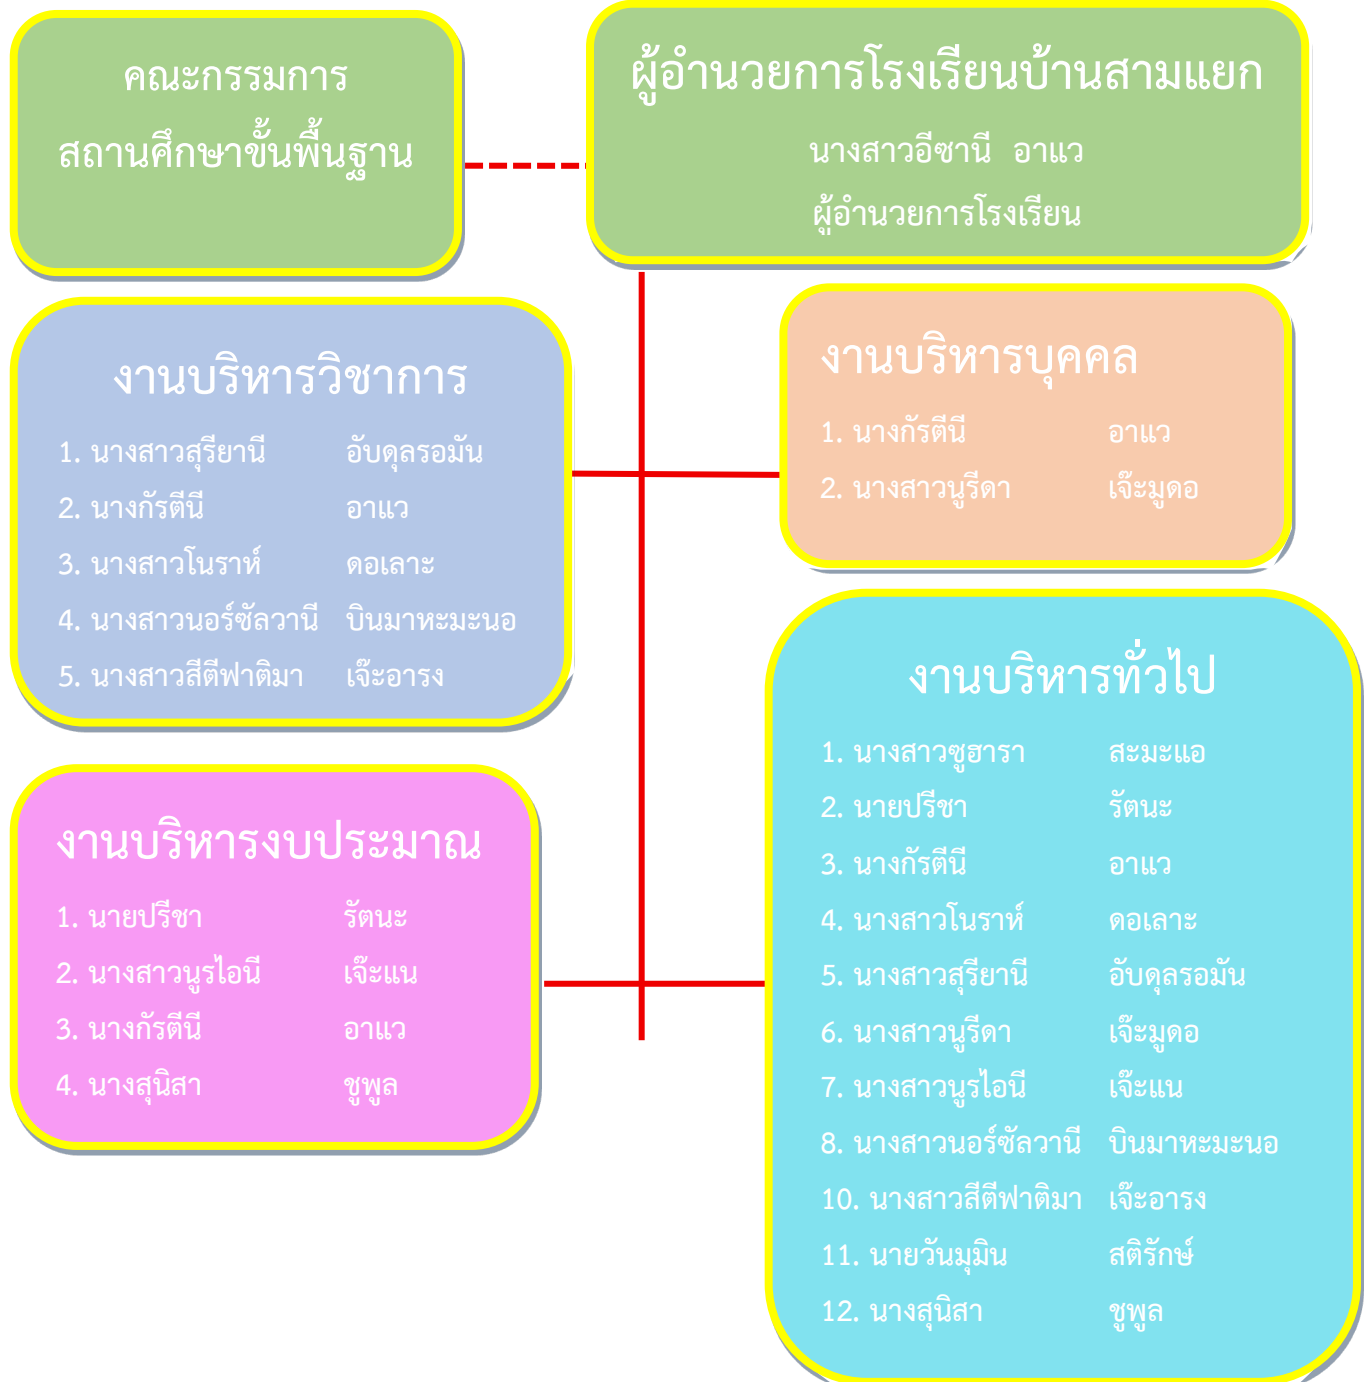 คณะกรรมการ
สถานศึกษาขั้นพื้นฐาน
ผู้อำนวยการโรงเรียนบ้านสามแยก
นางสาวอีซานี อาแว
ผู้อำนวยการโรงเรียน
งานบริหารวิชาการ
1. นางสาวสุรียานี อับดุลรอมัน
2. นางกัรตีนี อาแว
3. นางสาวโนราห์ ดอเลาะ
4. นางสาวนอร์ซัลวานี บินมาหะมะนอ
5. นางสาวสีตีฟาติมา เจ๊ะอารง
งานบริหารบุคคล
1. นางกัรตีนี อาแว
2. นางสาวนูรีดา เจ๊ะมูดอ
งานบริหารงบประมาณ
1. นายปรีชา รัตนะ
2. นางสาวนูรไอนี เจ๊ะแน
3. นางกัรตีนี อาแว
4. นางสุนิสา ชูพูล
งานบริหารทั่วไป
1. นางสาวซูฮารา สะมะแอ
2. นายปรีชา รัตนะ
3. นางกัรตีนี อาแว
4. นางสาวโนราห์ ดอเลาะ
5. นางสาวสุรียานี อับดุลรอมัน
6. นางสาวนูรีดา เจ๊ะมูดอ
7. นางสาวนูรไอนี เจ๊ะแน
8. นางสาวนอร์ซัลวานี บินมาหะมะนอ
10. นางสาวสีตีฟาติมา เจ๊ะอารง
11. นายวันมุมิน สติรักษ์
12. นางสุนิสา ชูพูล